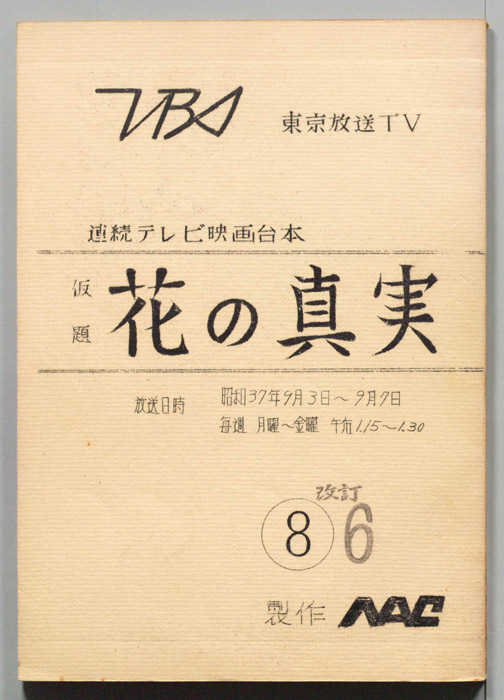 TBS 東京放送TV
連続テレビ映画台本
仮題 花の真実
放送日時 昭和37年9月3日～9月7日
毎週 月曜～金曜 午后1.15～1.30
改訂
8 6
製作 NAC